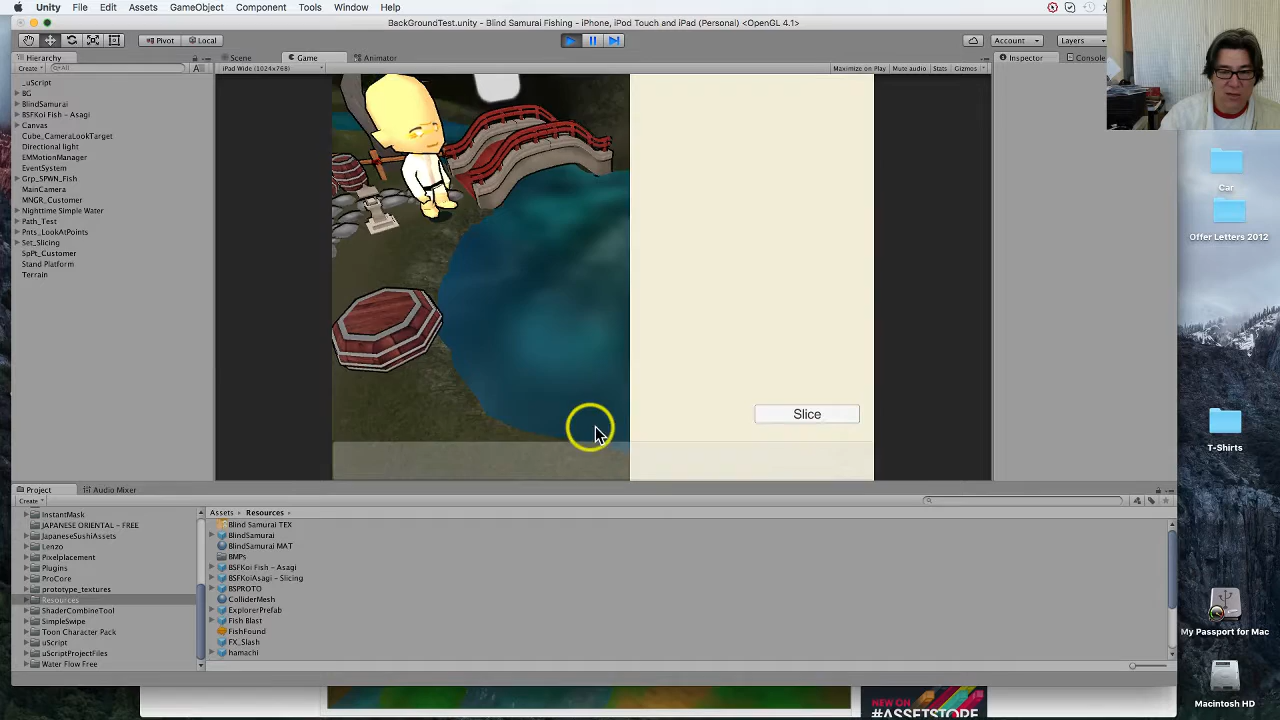 Unity File Edit Assets GameObject Component Tools Window Help
BackGroundTest.unity - Blind Samurai Fishing - iPhone, iPod Touch and iPad (Personal) <OpenGL 4.1>
Pivot Local Account Layers
Hierarchy Scene Game Animator Inspector Console
Create All iPad Wide (1024x768) Maximize on Play Mute audio Stats Gizmos
_uScript
BG
BlindSamurai
BSFKoi Fish - Asagi
Canvas
Cube_CameraLookTarget
Directional light
EMMotionManager
EventSystem
Grp_SPWN_Fish
MainCamera
MNGR_Customer
Nighttime Simple Water
Path_Test
Pnts_LookAtPoints
Set_Slicing
SpPt_Customer
Stand Platform
Terrain
Slice
Car
Offer Letters 2012
T-Shirts
My Passport for Mac
Macintosh HD
Project Audio Mixer
Create
Assets Resources
InstantMask
JAPANESE ORIENTAL - FREE
JapaneseSushiAssets
Lenzo
Pixelplacement
Plugins
ProCore
prototype_textures
Resources
ShaderCombineTool
SimpleSwipe
Toon Character Pack
uScript
uScriptProjectFiles
Water Flow Free
Blind Samurai TEX
BlindSamurai
BlindSamurai MAT
BMPs
BSFKoi Fish - Asagi
BSFKoiAsagi - Slicing
BSPROTO
ColliderMesh
ExplorerPrefab
Fish Blast
FishFound
FX_Slash
hamachi
NEW ON
#ASSETSTORE